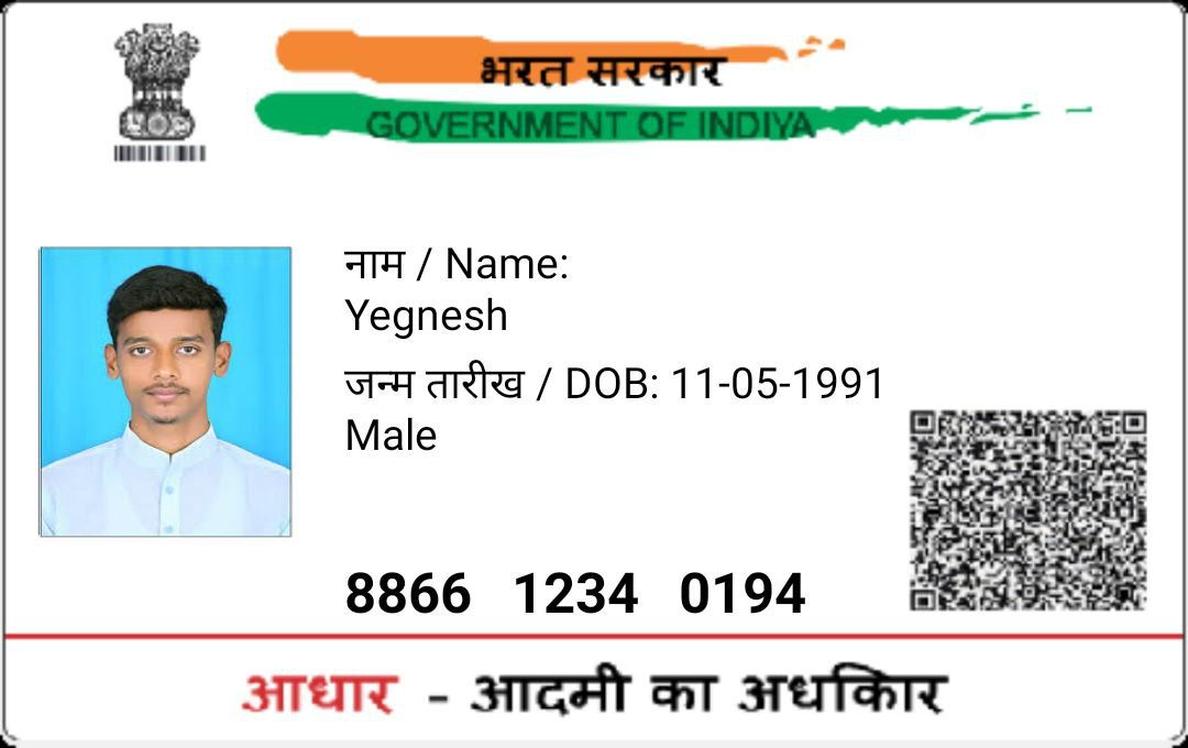 भरत सरकार
GOVERNMENT OF INDIYA
नाम / Name:
Yegnesh
जन्म तारीख / DOB: 11-05-1991
Male
8866 1234 0194
आधार - आदमी का अधकिार